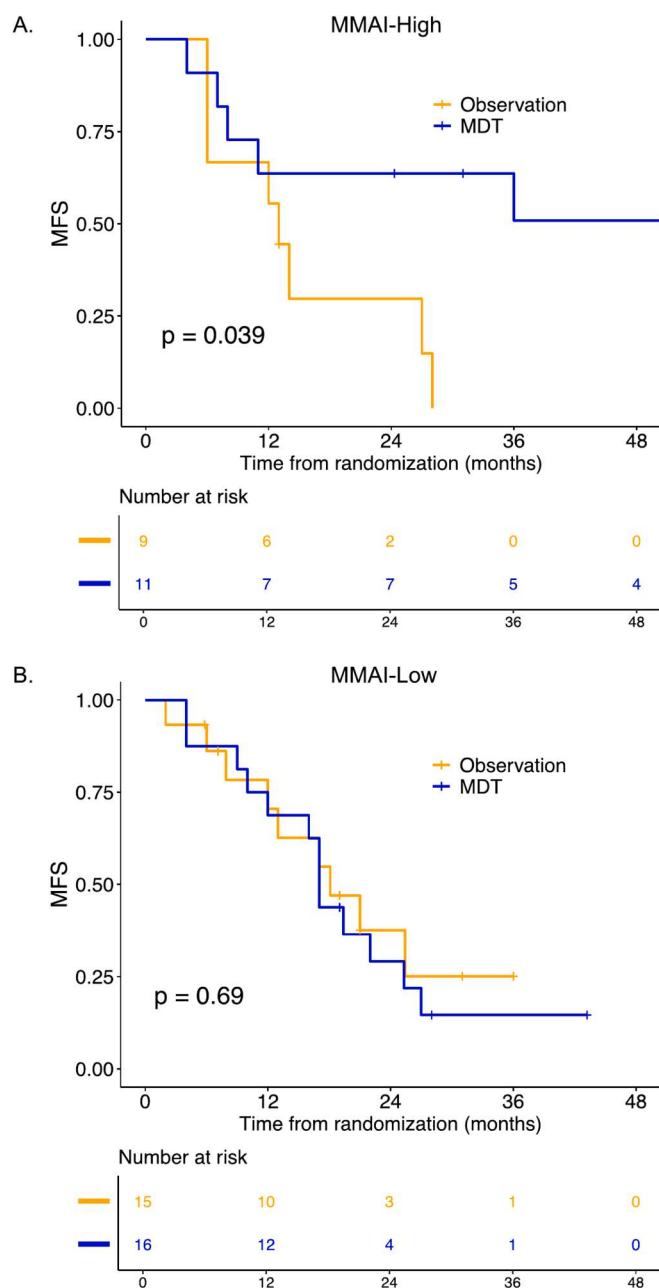 A.
MMAI-High
1.00
Observation
MDT
0.75
MFS
0.50
0.25
p = 0.039
0.00
0 12 24 36 48
Time from randomization (months)
Number at risk
9 6 2 0 0
11 7 7 5 4
0 12 24 36 48
B.
MMAI-Low
1.00
Observation
MDT
0.75
MFS
0.50
0.25
p = 0.69
0.00
0 12 24 36 48
Time from randomization (months)
Number at risk
15 10 3 1 0
16 12 4 1 0
0 12 24 36 48